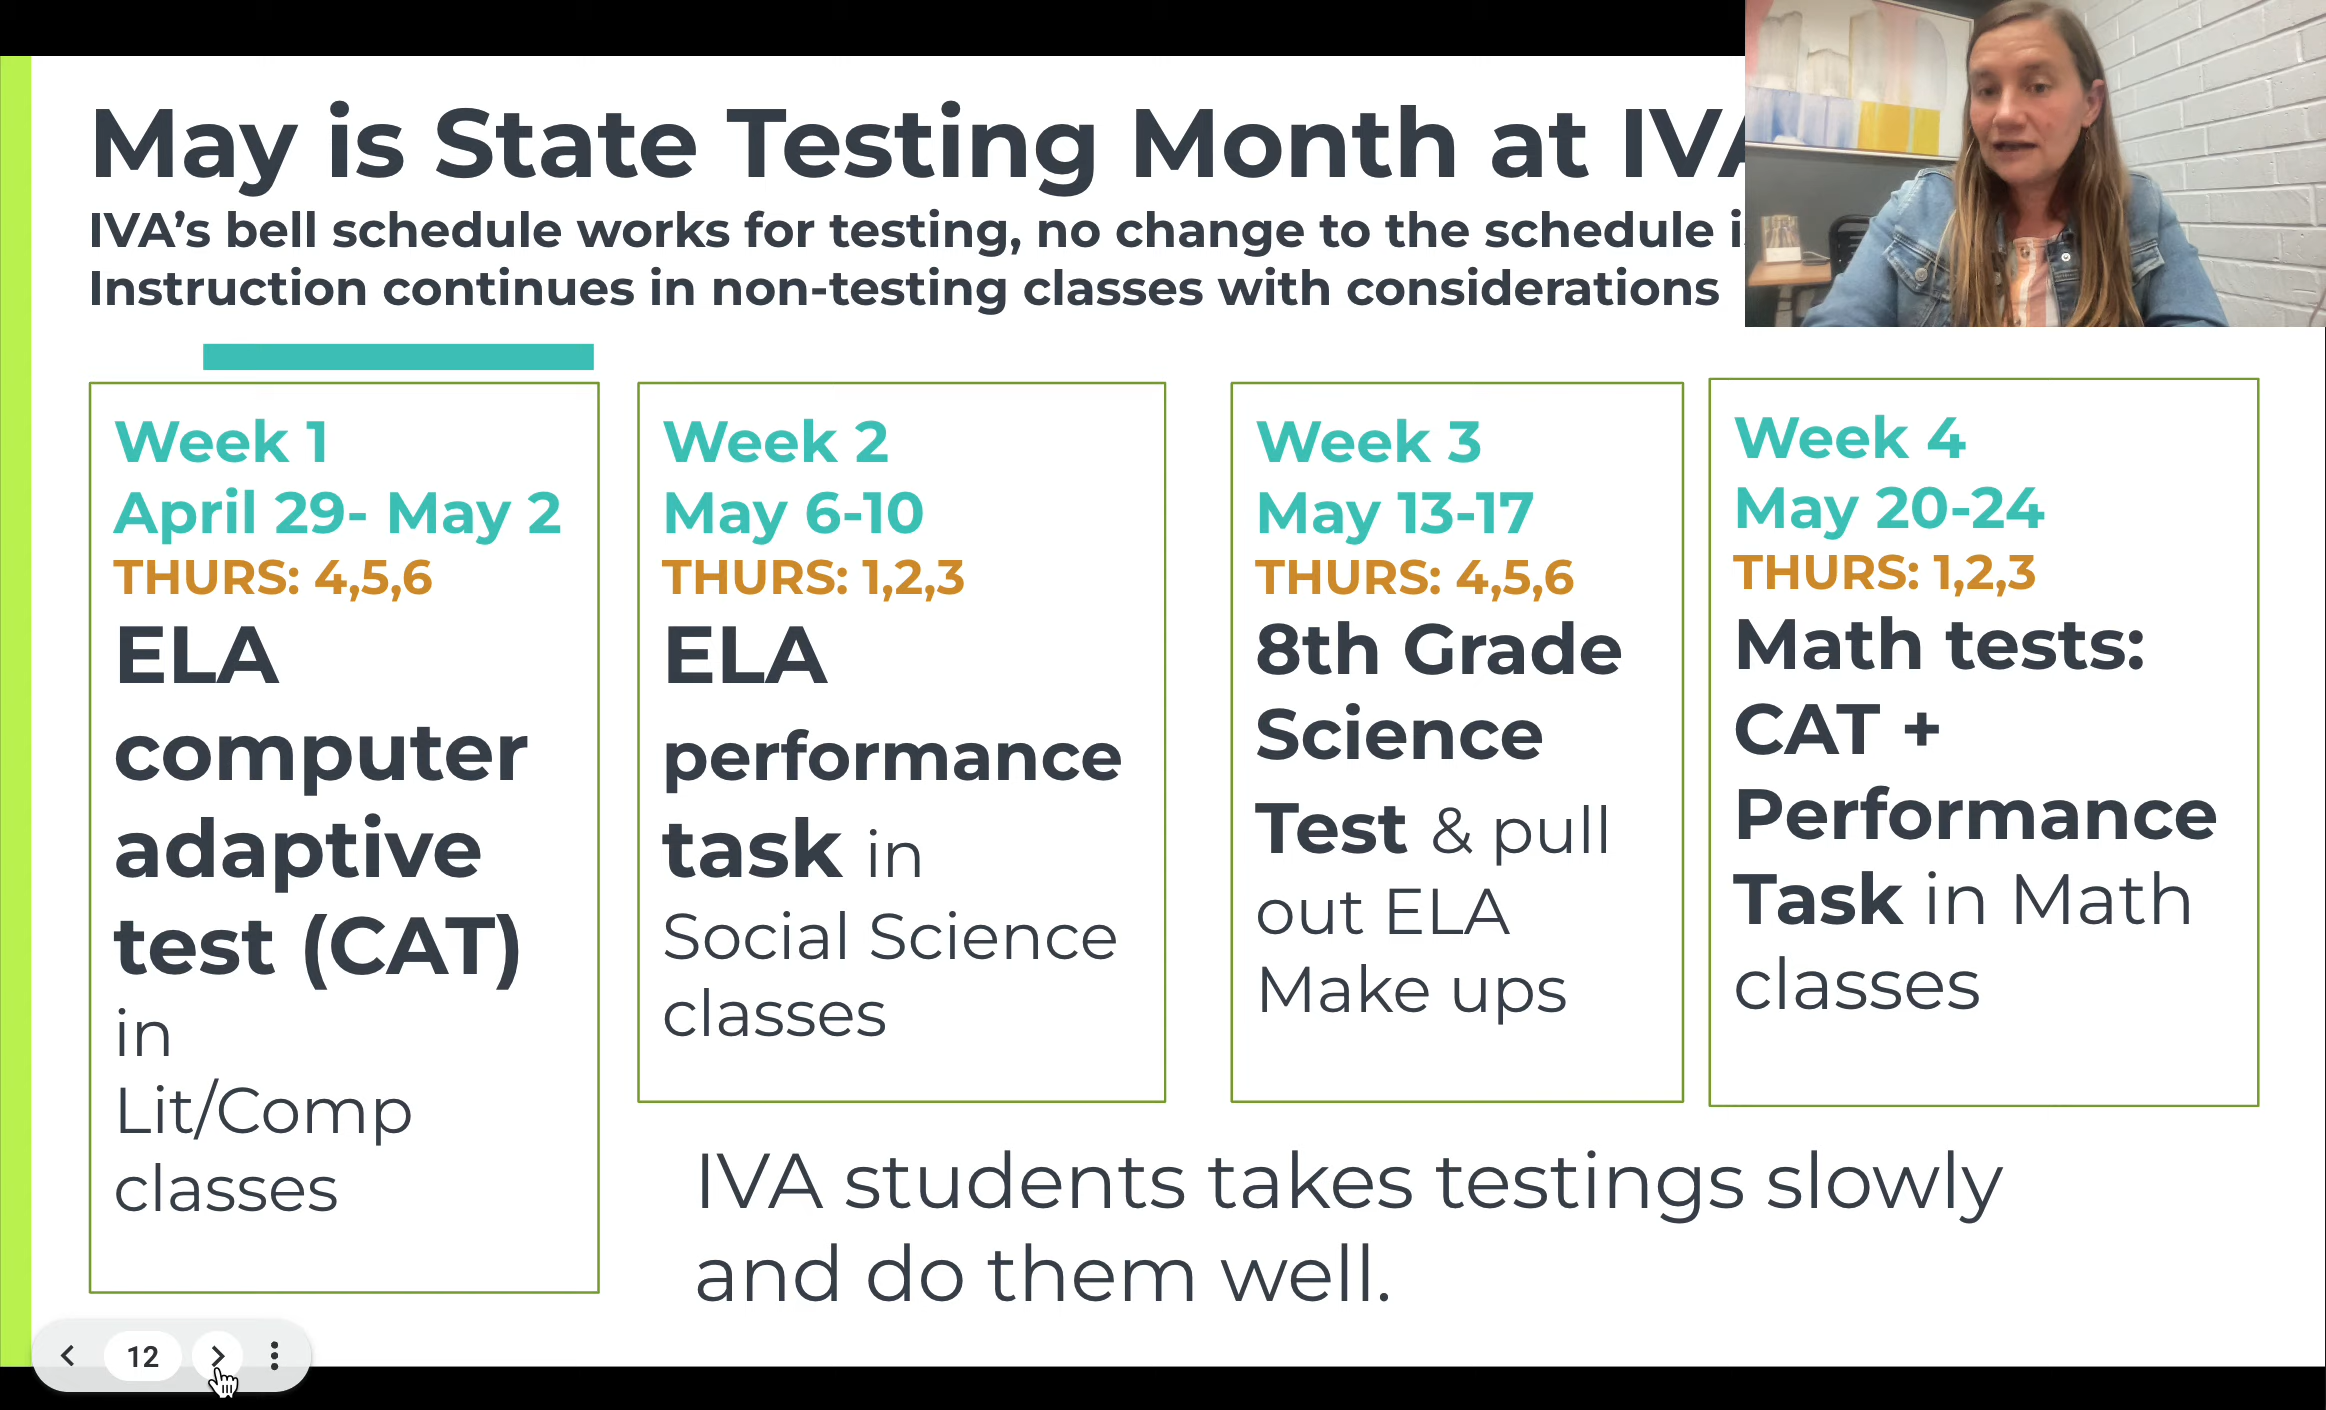 May is State Testing Month at IVA
IVA's bell schedule works for testing, no change to the schedule
Instruction continues in non-testing classes with considerations
Week 1
April 29- May 2
THURS: 4,5,6
ELA
computer
adaptive
test (CAT)
in
Lit/Comp
classes
Week 2
May 6-10
THURS: 1,2,3
ELA
performance
task in
Social Science
classes
Week 3
May 13-17
THURS: 4,5,6
8th Grade
Science
Test & pull
out ELA
Make ups
Week 4
May 20-24
THURS: 1,2,3
Math tests:
CAT +
Performance
Task in Math
classes
IVA students takes testings slowly
and do them well.
12